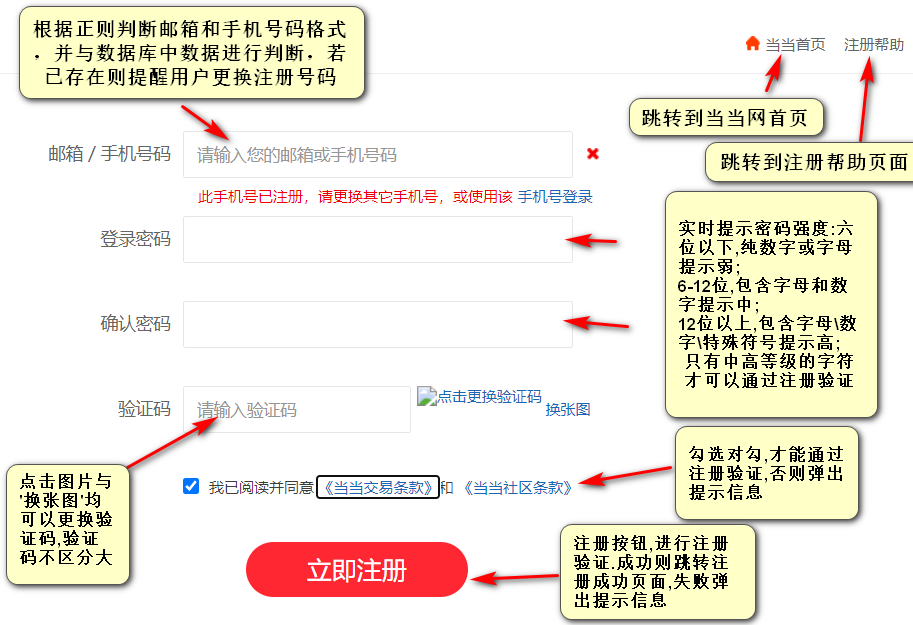 根据正则判断邮箱和手机号码格式
，并与数据库中数据进行判断，若
已存在则提醒用户更换注册号码
当当首页
注册帮助
跳转到当当网首页
跳转到注册帮助页面
邮箱 / 手机号码
请输入您的邮箱或手机号码
此手机号已注册，请更换其它手机号，或使用该 手机号登录
登录密码
实时提示密码强度:六
位以下,纯数字或字母
提示弱;
6-12位,包含字母和数
字提示中;
12位以上,包含字母\数
字\特殊符号提示高;
只有中高等级的字符
才可以通过注册验证
确认密码
验证码
请输入验证码
点击更换验证码
换张图
点击图片与
'换张图'均
可以更换验
证码,验证
码不区分大
我已阅读并同意《当当交易条款》和 《当当社区条款》
勾选对勾,才能通过
注册验证,否则弹出
提示信息
立即注册
注册按钮,进行注册
验证.成功则跳转注
册成功页面,失败弹
出提示信息